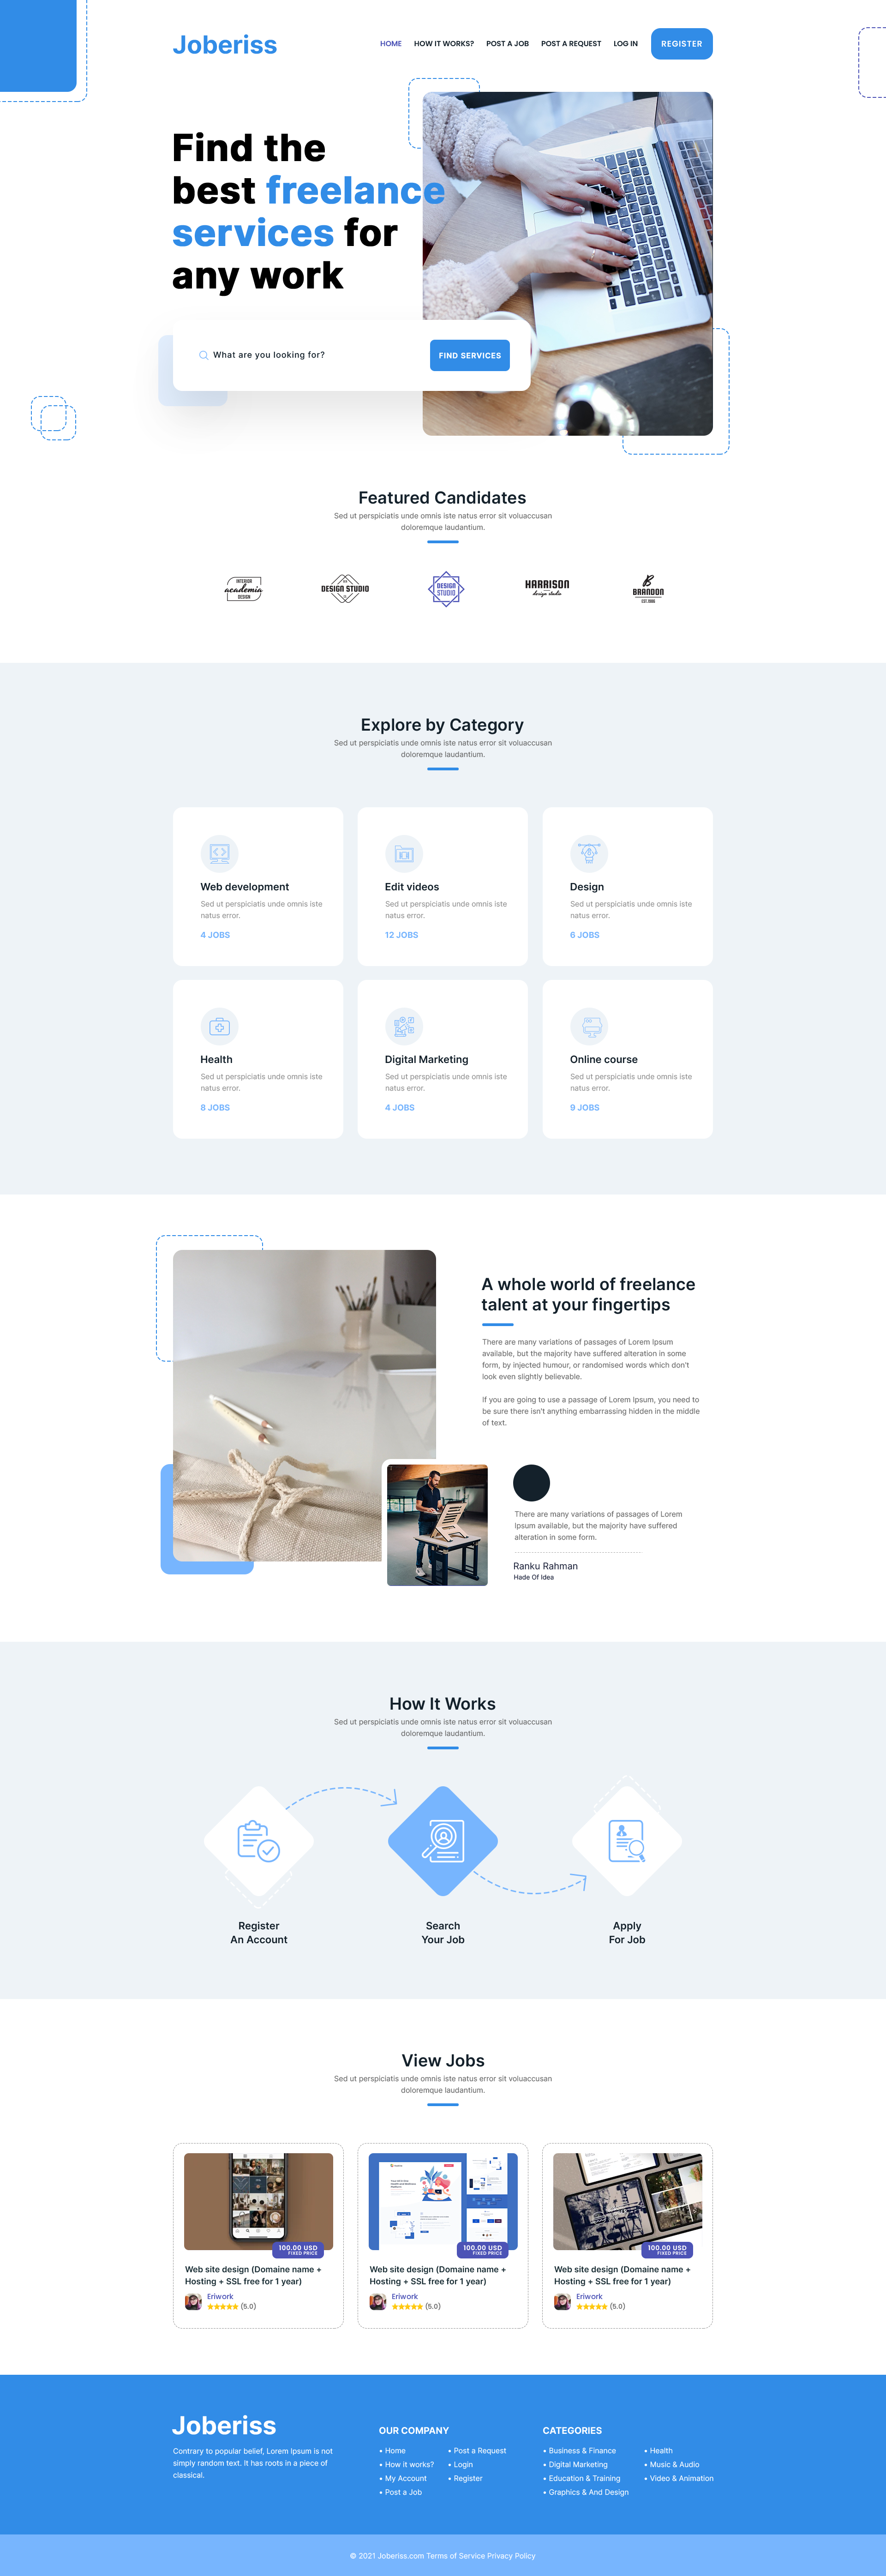 Joberiss
HOME HOW IT WORKS? POST A JOB POST A REQUEST LOG IN REGISTER
Find the
best freelance
services for
any work
What are you looking for?
FIND SERVICES
Featured Candidates
Sed ut perspiciatis unde omnis iste natus error sit voluaccusan
doloremque laudantium.
INTERIOR
academia
DESIGN
DESIGN STUDIO
DESIGN
STUDIO
HARRISON
design studio
B
BRANDON
Explore by Category
Sed ut perspiciatis unde omnis iste natus error sit voluaccusan
doloremque laudantium.
Web development
Sed ut perspiciatis unde omnis iste
natus error.
4 JOBS
Edit videos
Sed ut perspiciatis unde omnis iste
natus error.
12 JOBS
Design
Sed ut perspiciatis unde omnis iste
natus error.
6 JOBS
Health
Sed ut perspiciatis unde omnis iste
natus error.
8 JOBS
Digital Marketing
Sed ut perspiciatis unde omnis iste
natus error.
4 JOBS
Online course
Sed ut perspiciatis unde omnis iste
natus error.
9 JOBS
A whole world of freelance
talent at your fingertips
There are many variations of passages of Lorem Ipsum
available, but the majority have suffered alteration in some
form, by injected humour, or randomised words which don't
look even slightly believable.
If you are going to use a passage of Lorem Ipsum, you need to
be sure there isn't anything embarrassing hidden in the middle
of text.
There are many variations of passages of Lorem
Ipsum available, but the majority have suffered
alteration in some form.
Ranku Rahman
Hade Of Idea
How It Works
Sed ut perspiciatis unde omnis iste natus error sit voluaccusan
doloremque laudantium.
Register
An Account
Search
Your Job
Apply
For Job
View Jobs
Sed ut perspiciatis unde omnis iste natus error sit voluaccusan
doloremque laudantium.
100.00 USD
FIXED PRICE
Web site design (Domaine name +
Hosting + SSL free for 1 year)
Eriwork
(5.0)
100.00 USD
FIXED PRICE
Web site design (Domaine name +
Hosting + SSL free for 1 year)
Eriwork
(5.0)
100.00 USD
FIXED PRICE
Web site design (Domaine name +
Hosting + SSL free for 1 year)
Eriwork
(5.0)
Joberiss
Contrary to popular belief, Lorem Ipsum is not
simply random text. It has roots in a piece of
classical.
OUR COMPANY
• Home
• How it works?
• My Account
• Post a Job
• Post a Request
• Login
• Register
CATEGORIES
• Business & Finance
• Digital Marketing
• Education & Training
• Graphics & And Design
• Health
• Music & Audio
• Video & Animation
© 2021 Joberiss.com Terms of Service Privacy Policy